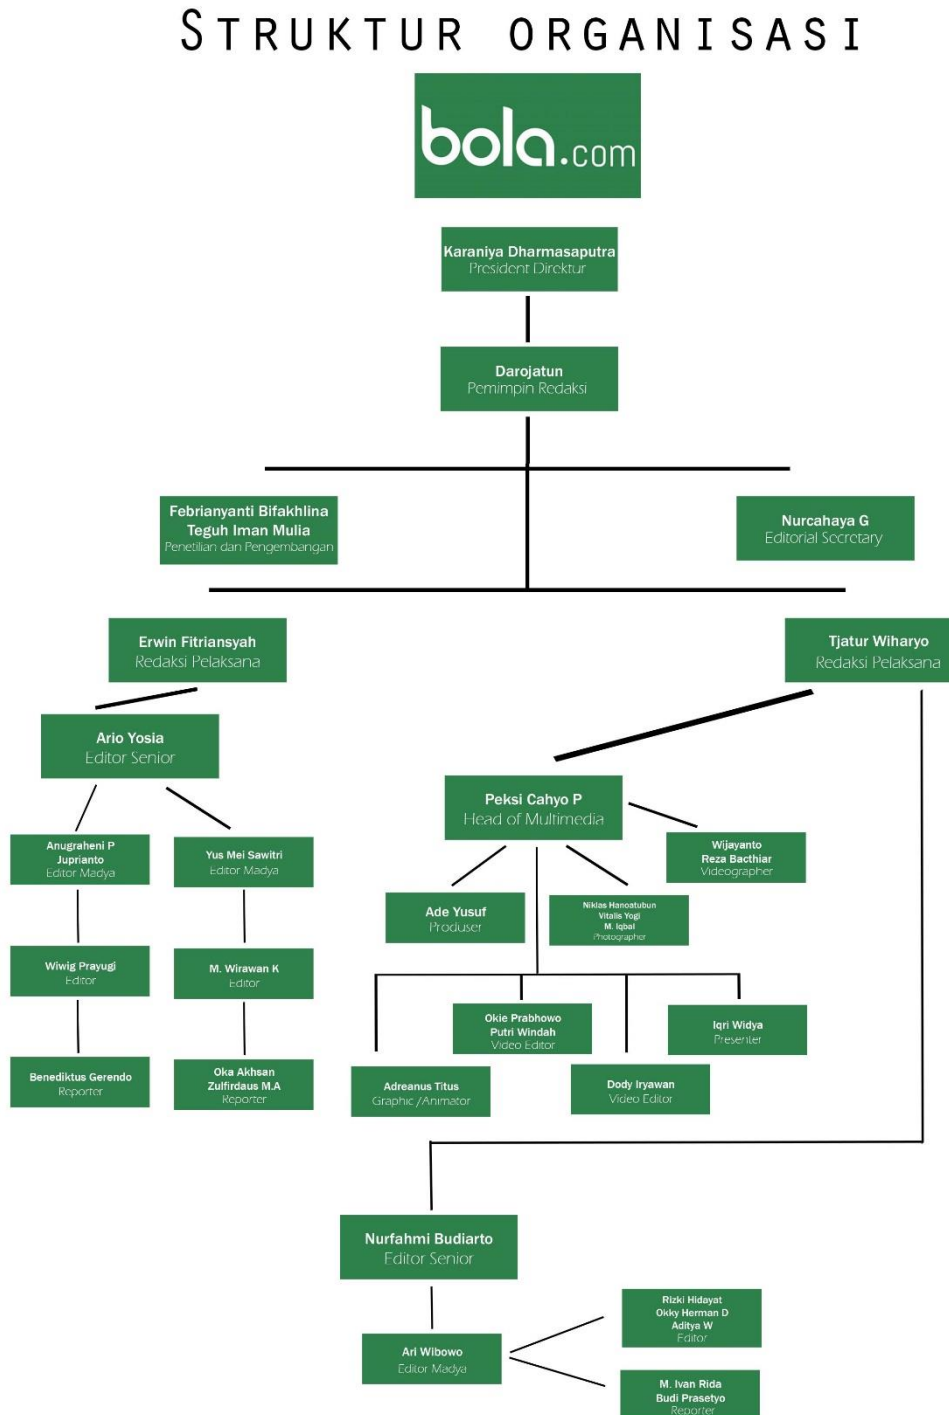 STRUKTUR ORGANISASI
bola.com
Karaniya Dharmasaputra
President Direktur
Darojatun
Pemimpin Redaksi
Febrianyanti Bifakhlina
Teguh Iman Mulia
Penetilian dan Pengembangan
Nurcahaya G
Editorial Secretary
Erwin Fitriansyah
Redaksi Pelaksana
Tjatur Wiharyo
Redaksi Pelaksana
Ario Yosia
Editor Senior
Peksi Cahyo P
Head of Multimedia
Anugraheni P
Juprianto
Editor Madya
Yus Mei Sawitri
Editor Madya
Wijayanto
Reza Bacthiar
Videographer
Ade Yusuf
Produser
Niklas Hanoatubun
Vitalis Yogi
M. Iqbal
Photographer
Wiwig Prayugi
Editor
M. Wirawan K
Editor
Okie Prabhowo
Putri Windah
Video Editor
Iqri Widya
Presenter
Benediktus Gerendo
Reporter
Oka Akhsan
Zulfirdaus M.A
Reporter
Adreanus Titus
Graphic /Animator
Dody Iryawan
Video Editor
Nurfahmi Budiarto
Editor Senior
Rizki Hidayat
Okky Herman D
Aditya W
Editor
Ari Wibowo
Editor Madya
M. Ivan Rida
Budi Prasetyo
Reporter